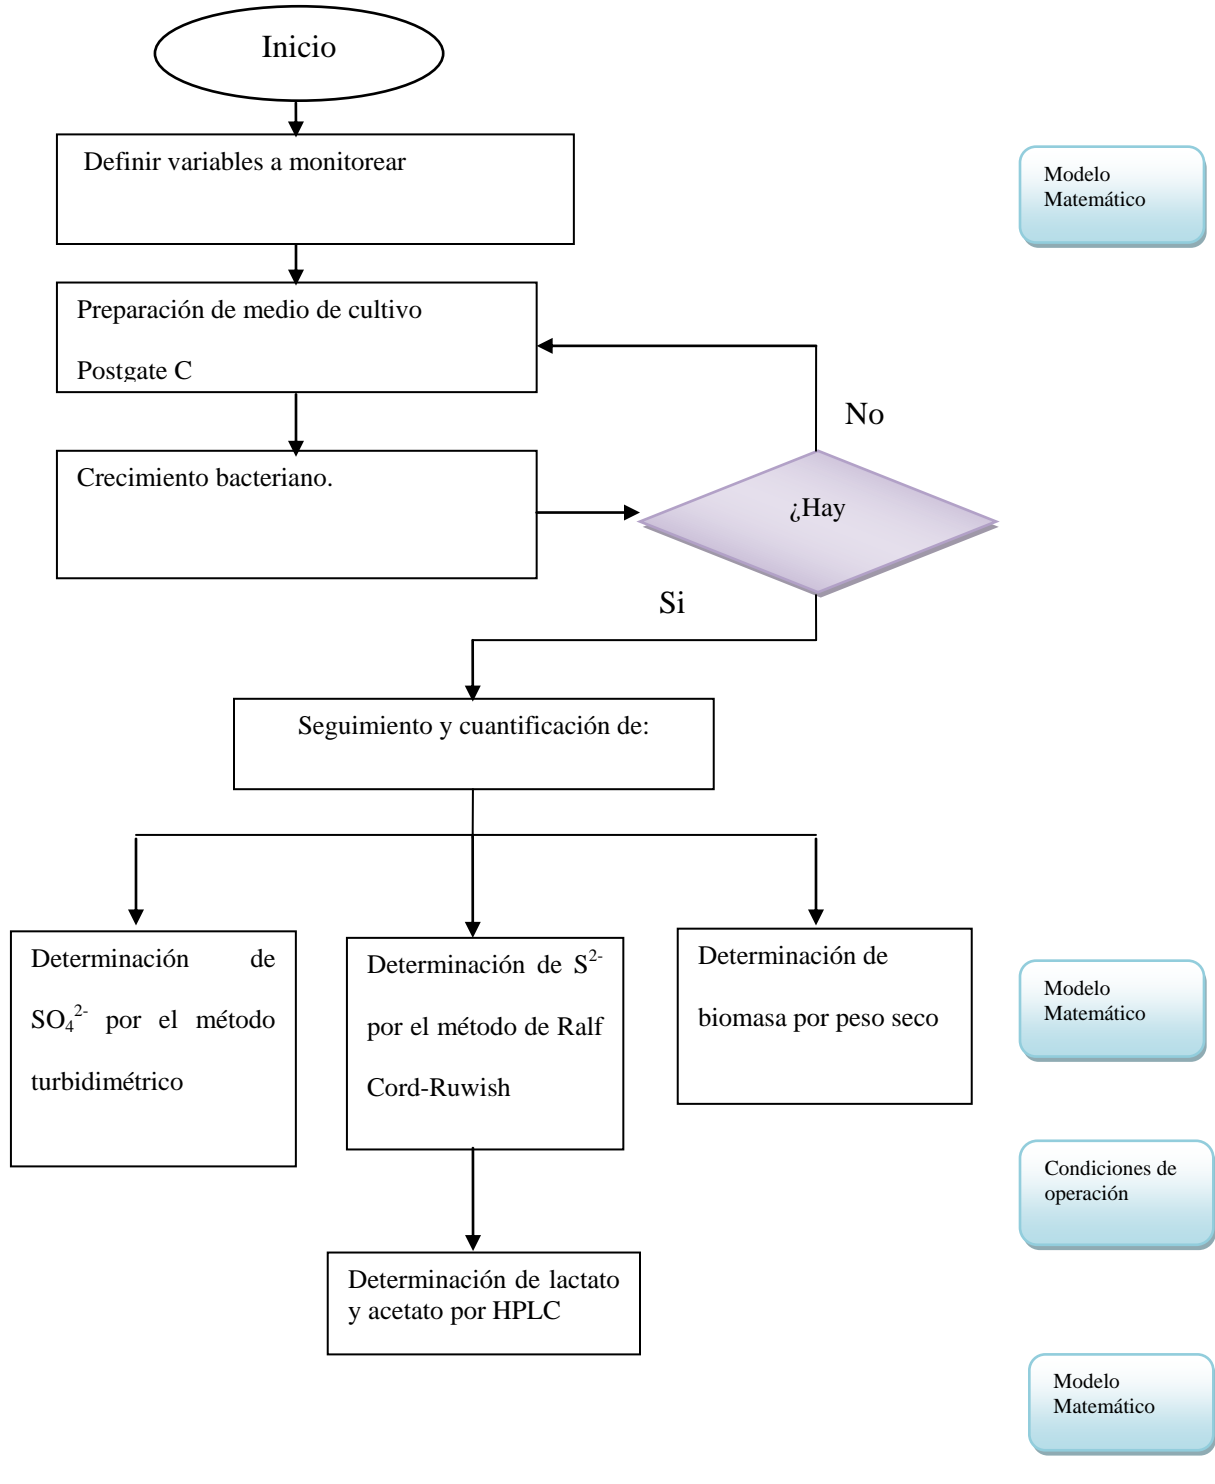 Inicio
Definir variables a monitorear
Modelo
Matemático
Preparación de medio de cultivo
Postgate C
No
Crecimiento bacteriano.
¿Hay
Si
Seguimiento y cuantificación de:
Determinación de
SO₄²⁻ por el método
turbidimétrico
Determinación de S²⁻
por el método de Ralf
Cord-Ruwish
Determinación de
biomasa por peso seco
Modelo
Matemático
Condiciones de
operación
Determinación de lactato
y acetato por HPLC
Modelo
Matemático